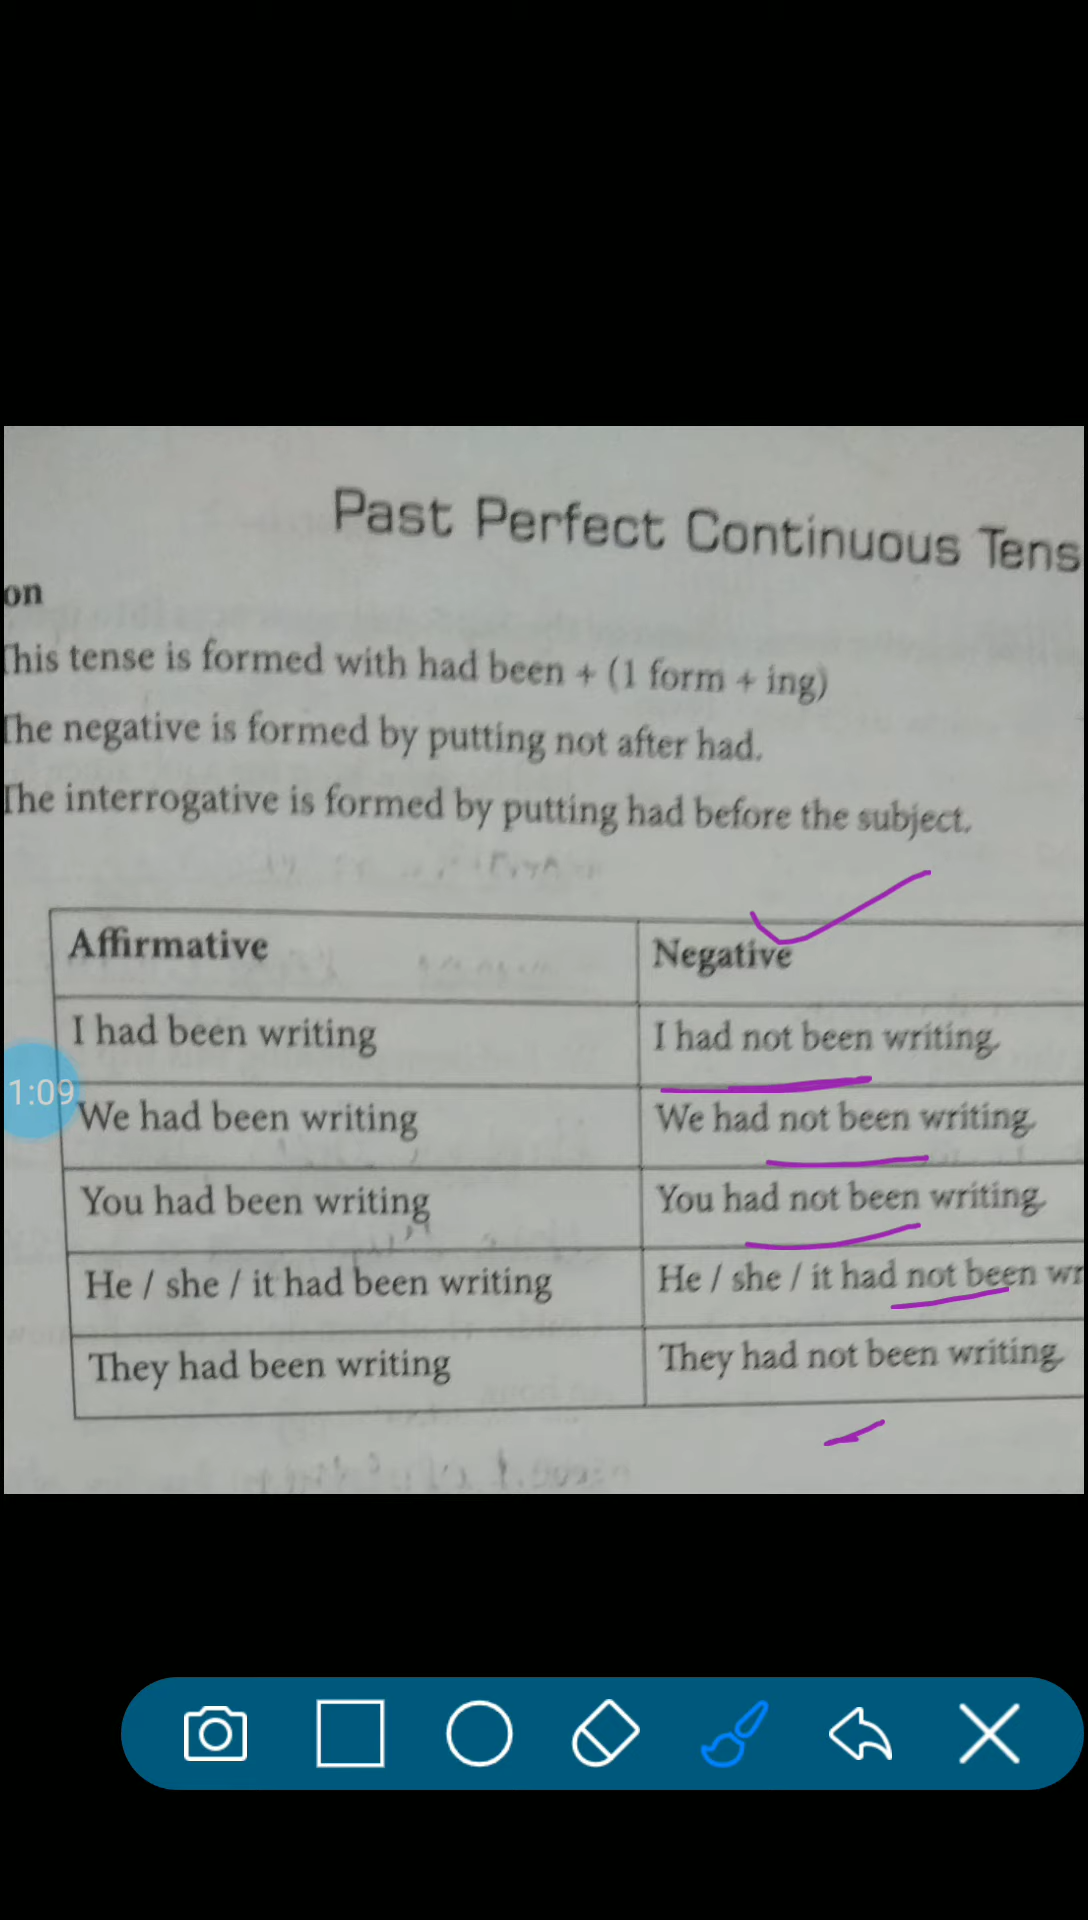 Past Perfect Continuous Tens
on
This tense is formed with had been + (1 form + ing)
The negative is formed by putting not after had.
The interrogative is formed by putting had before the subject.
Affirmative Negative
I had been writing I had not been writing.
1:09
We had been writing We had not been writing.
You had been writing You had not been writing.
He / she / it had been writing He / she / it had not been wr
They had been writing They had not been writing.